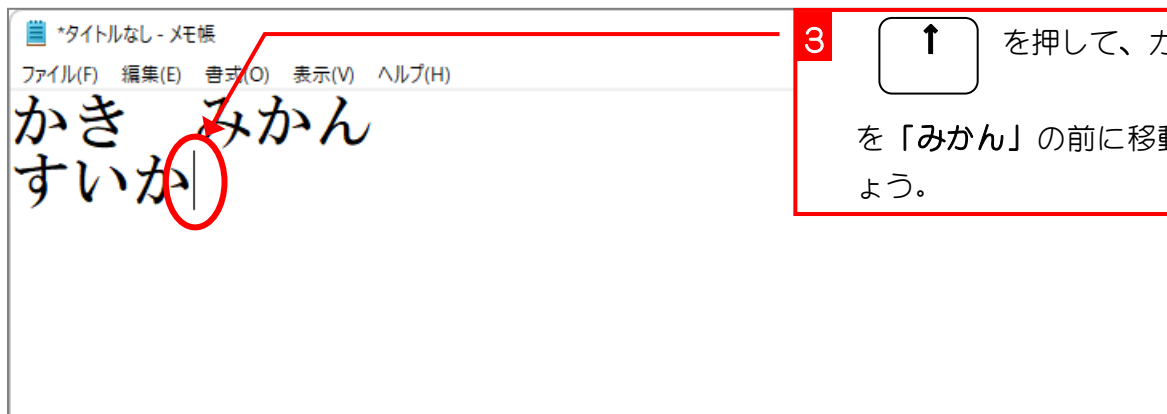 *タイトルなし - メモ帳
ファイル(F) 編集(E) 書式(O) 表示(V) ヘルプ(H)
かき　みかん
すいか
3 ↑ を押して、カ
を「みかん」の前に移動
ょう。